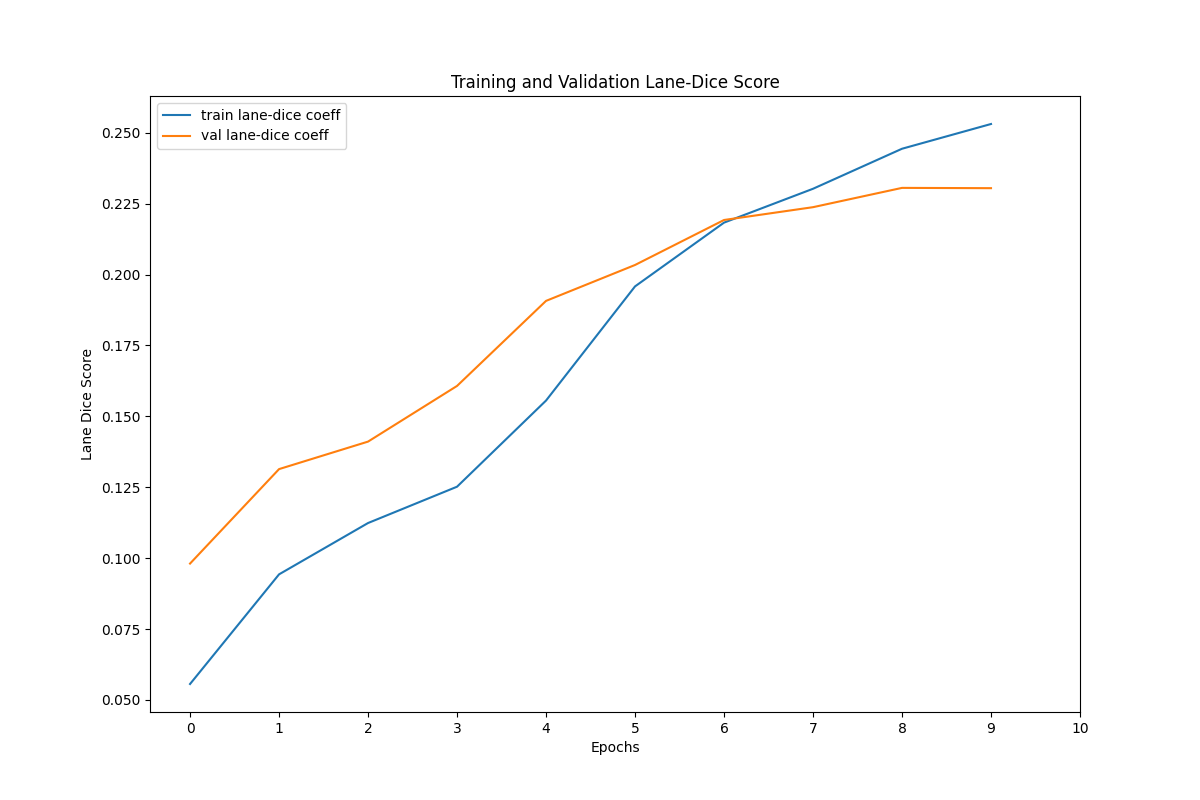 Training and Validation Lane-Dice Score
train lane-dice coeff
val lane-dice coeff
0.250
0.225
0.200
0.175
0.150
0.125
0.100
0.075
0.050
Lane Dice Score
0 1 2 3 4 5 6 7 8 9 10
Epochs